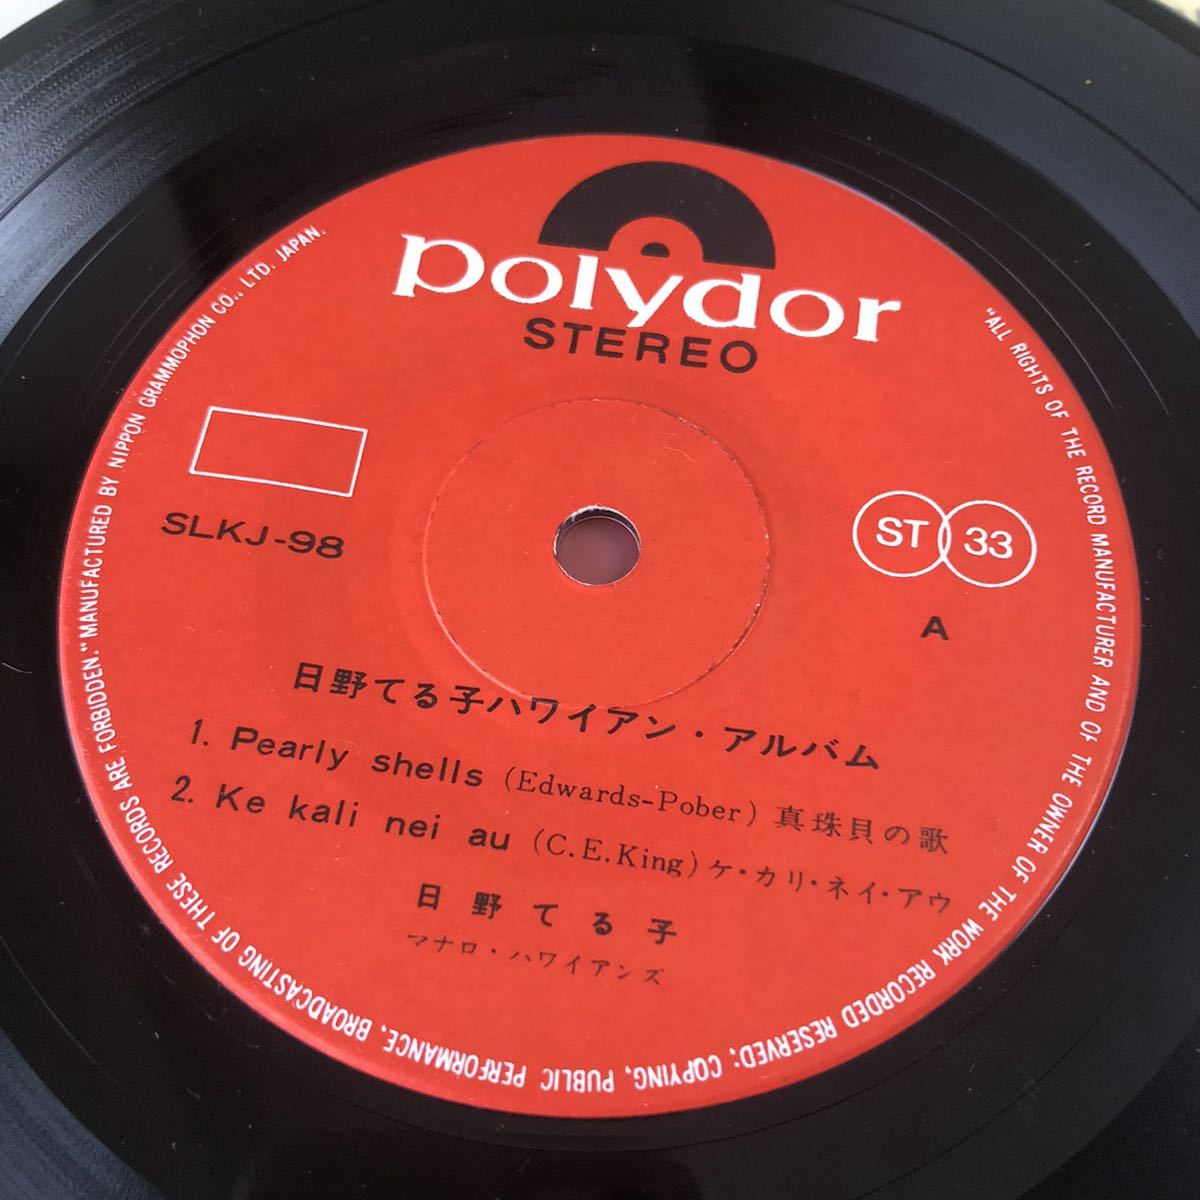 polydor
STEREO
SLKJ-98
ST 33
A
日野てる子ハワイアン・アルバム
1. Pearly shells (Edwards-Pober) 真珠貝の歌
2. Ke kali nei au (C.E.King) ケ・カリ・ネイ・アウ
日野てる子
マナロ・ハワイアンズ
"ALL RIGHTS OF THE RECORD MANUFACTURER AND OF THE OWNER OF THE WORK RECORDED RESERVED; COPYING, PUBLIC PERFORMANCE, BROADCASTING OF THESE RECORDS ARE FORBIDDEN." MANUFACTURED BY NIPPON GRAMMOPHON CO., LTD. JAPAN.